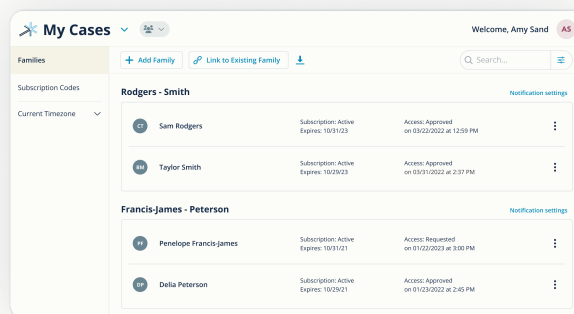 My Cases
Welcome, Amy Sand
AS
Families
Subscription Codes
Current Timezone
+ Add Family
Link to Existing Family
Search...
Rodgers - Smith
Notification settings
CT
Sam Rodgers
Subscription: Active
Expires: 10/31/23
Access: Approved
on 03/22/2022 at 12:59 PM
RM
Taylor Smith
Subscription: Active
Expires: 10/29/23
Access: Approved
on 03/31/2022 at 2:37 PM
Francis-James - Peterson
Notification settings
PF
Penelope Francis-James
Subscription: Active
Expires: 10/31/21
Access: Requested
on 01/22/2023 at 3:00 PM
DP
Delia Peterson
Subscription: Active
Expires: 10/29/21
Access: Approved
on 01/23/2022 at 2:45 PM